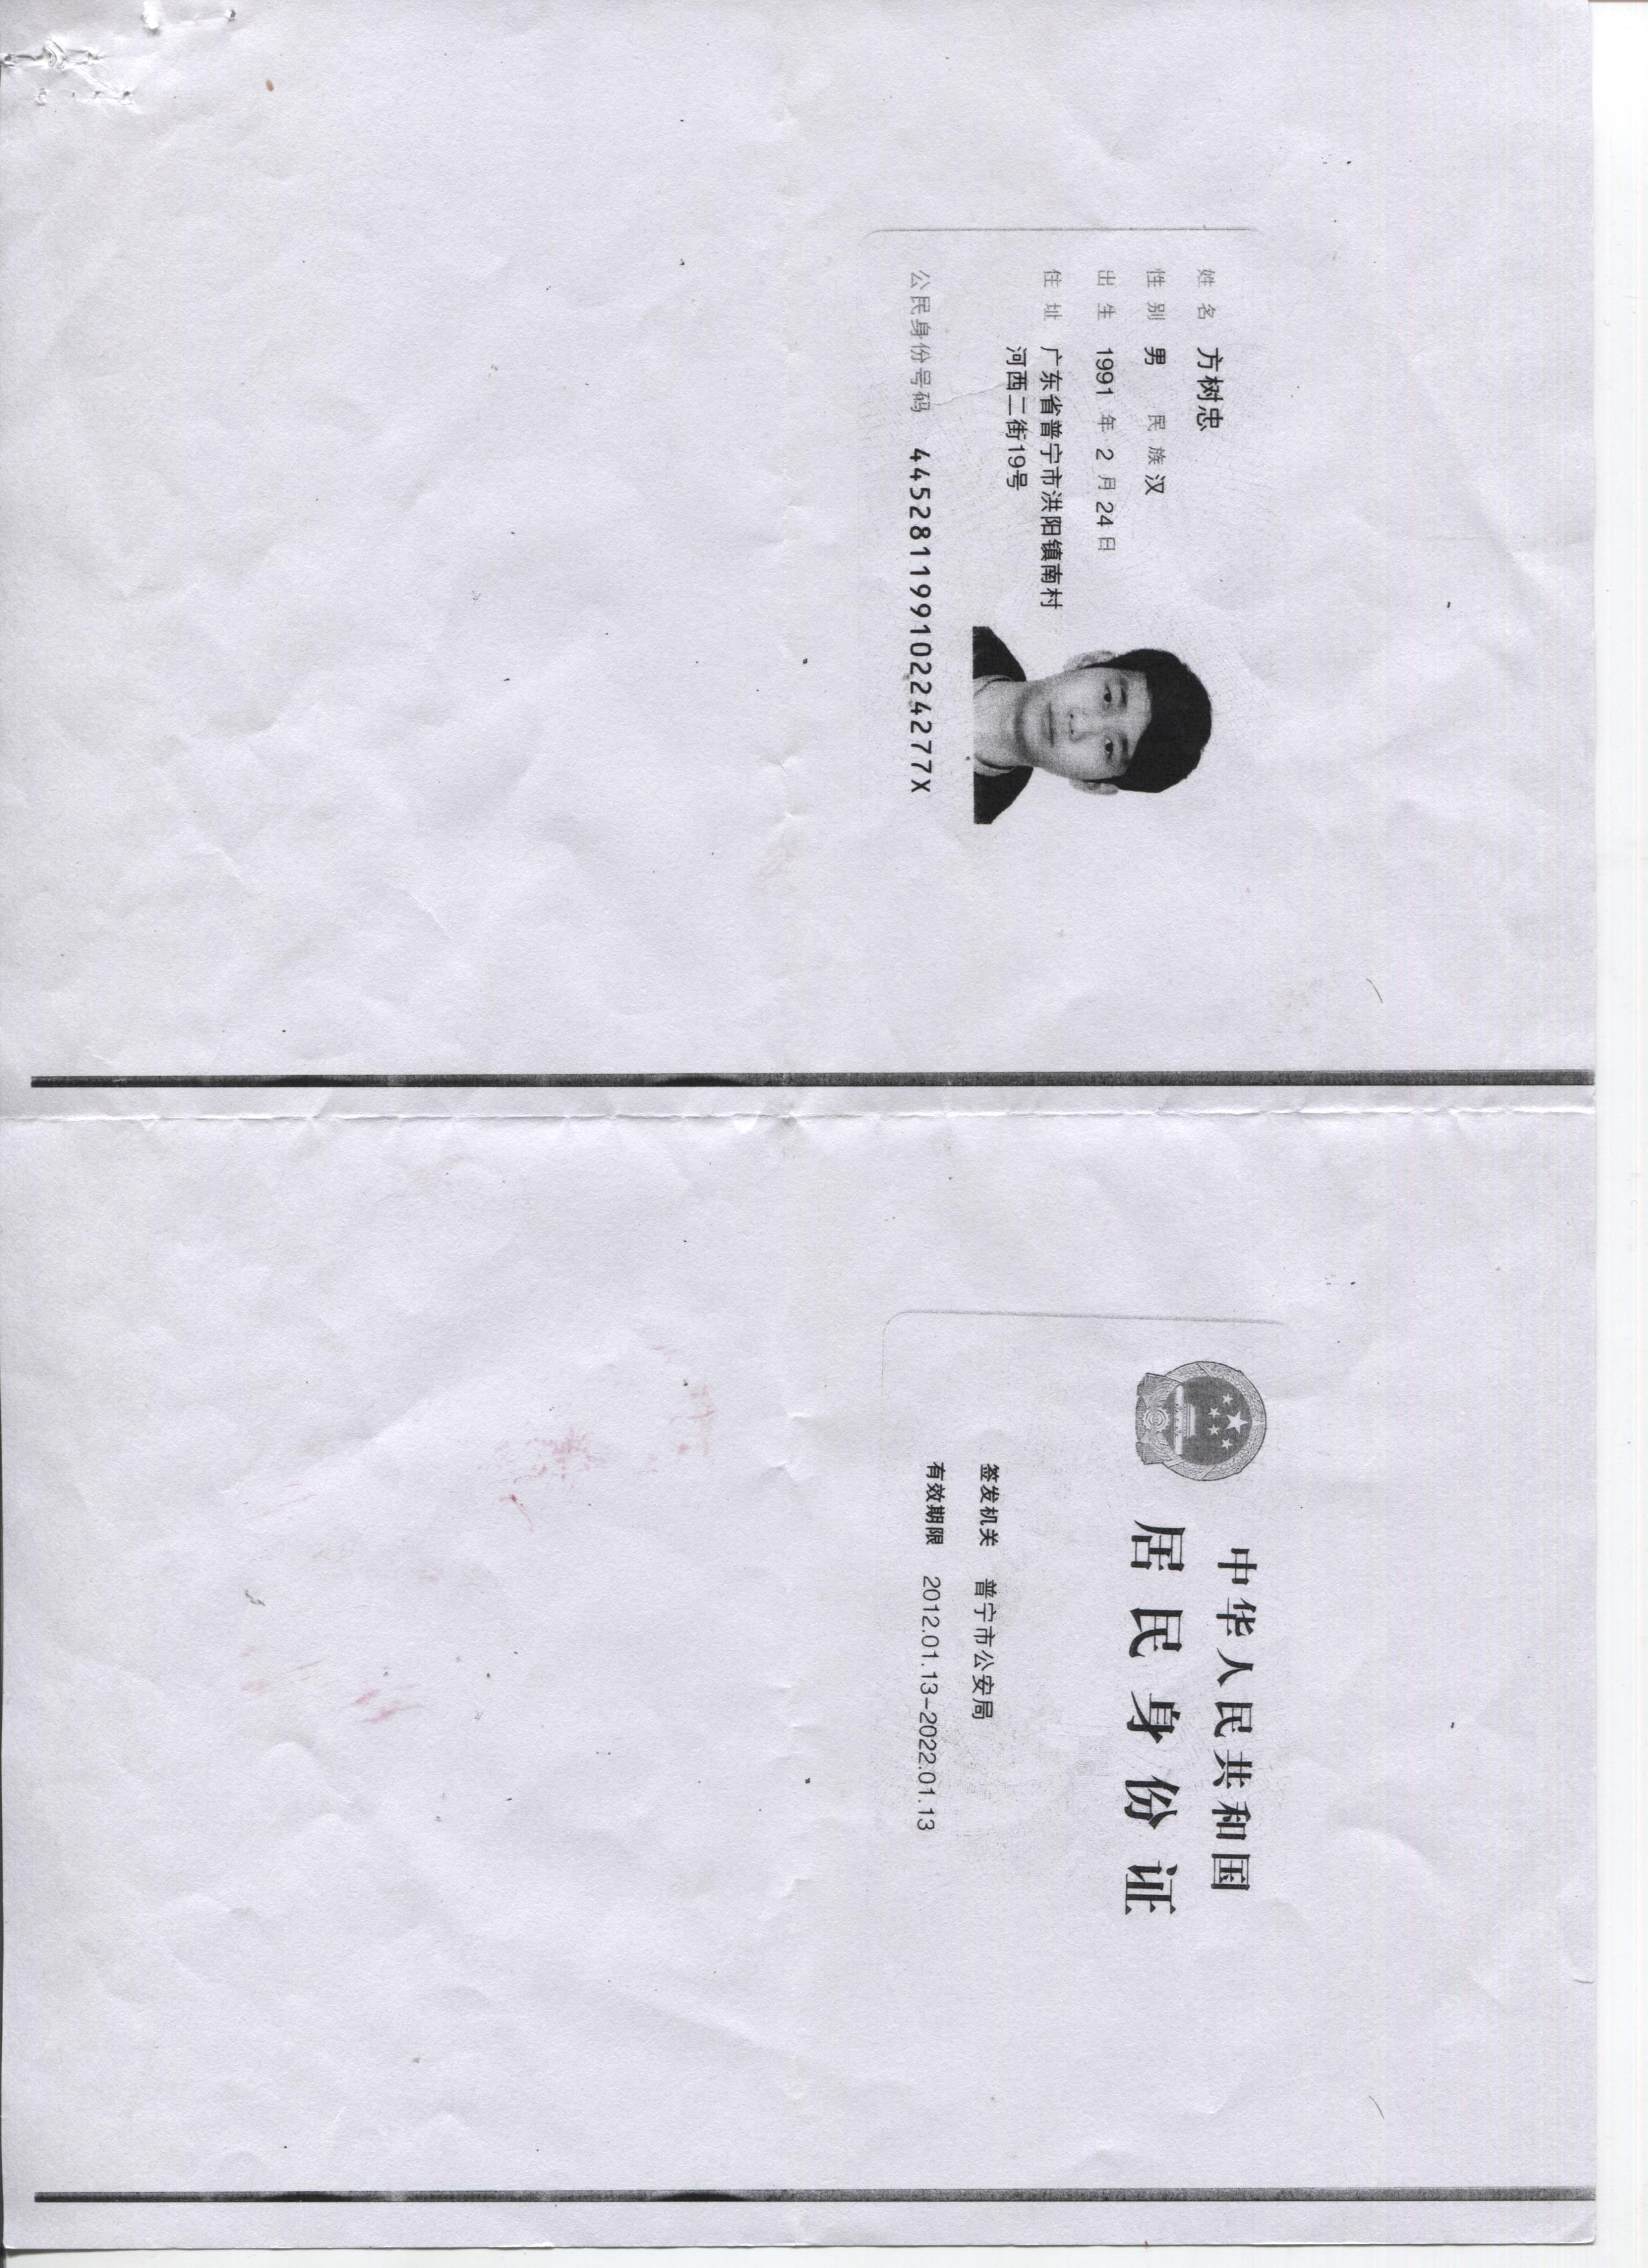 姓名 方树忠
性别 男 民族 汉
出生 1991 年 2 月 24 日
住址 广东省普宁市洪阳镇南村
河西二街19号
公民身份号码 44528119910224277X
中华人民共和国
居民身份证
签发机关 普宁市公安局
有效期限 2012.01.13-2022.01.13